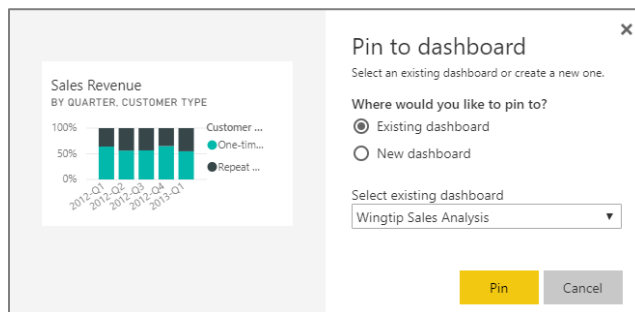 Sales Revenue
BY QUARTER, CUSTOMER TYPE
100%
50%
0%
2012-Q1
2012-Q2
2012-Q3
2012-Q4
2013-Q1
Customer ...
One-tim...
Repeat ...
Pin to dashboard
Select an existing dashboard or create a new one.
Where would you like to pin to?
Existing dashboard
New dashboard
Select existing dashboard
Wingtip Sales Analysis
Pin
Cancel